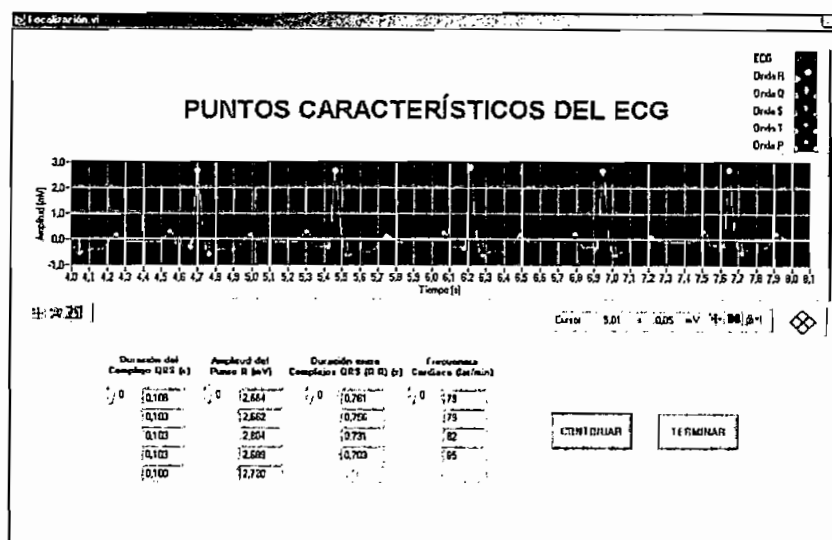 Localización.vi
ECG
Onda R
Onda Q
Onda S
Onda T
Onda P
PUNTOS CARACTERÍSTICOS DEL ECG
Amplitud [mV]
3.0
2.0
1.0
0.0
-1.0
4,0 4,1 4,2 4,3 4,4 4,5 4,6 4,7 4,8 4,9 5,0 5,1 5,2 5,3 5,4 5,5 5,6 5,7 5,8 5,9 6,0 6,1 6,2 6,3 6,4 6,5 6,6 6,7 6,8 6,9 7,0 7,1 7,2 7,3 7,4 7,5 7,6 7,7 7,8 7,9 8,0 8,1
Tiempo [s]
Cursor 5,01 s 0,05 mV
Duración del Complejo QRS (s)
0
0,103
0,103
0,103
0,100
Amplitud del Punto R (mV)
0
2,664
2,662
2,804
2,720
Duración entre Complejos QRS (R-R) (s)
0
0,761
0,756
0,731
0,703
Frecuencia Cardiaca (lat/min)
0
79
79
82
85
CONTINUAR
TERMINAR